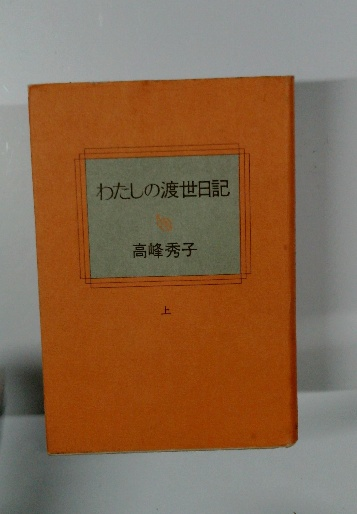 わたしの渡世日記
高峰秀子
上